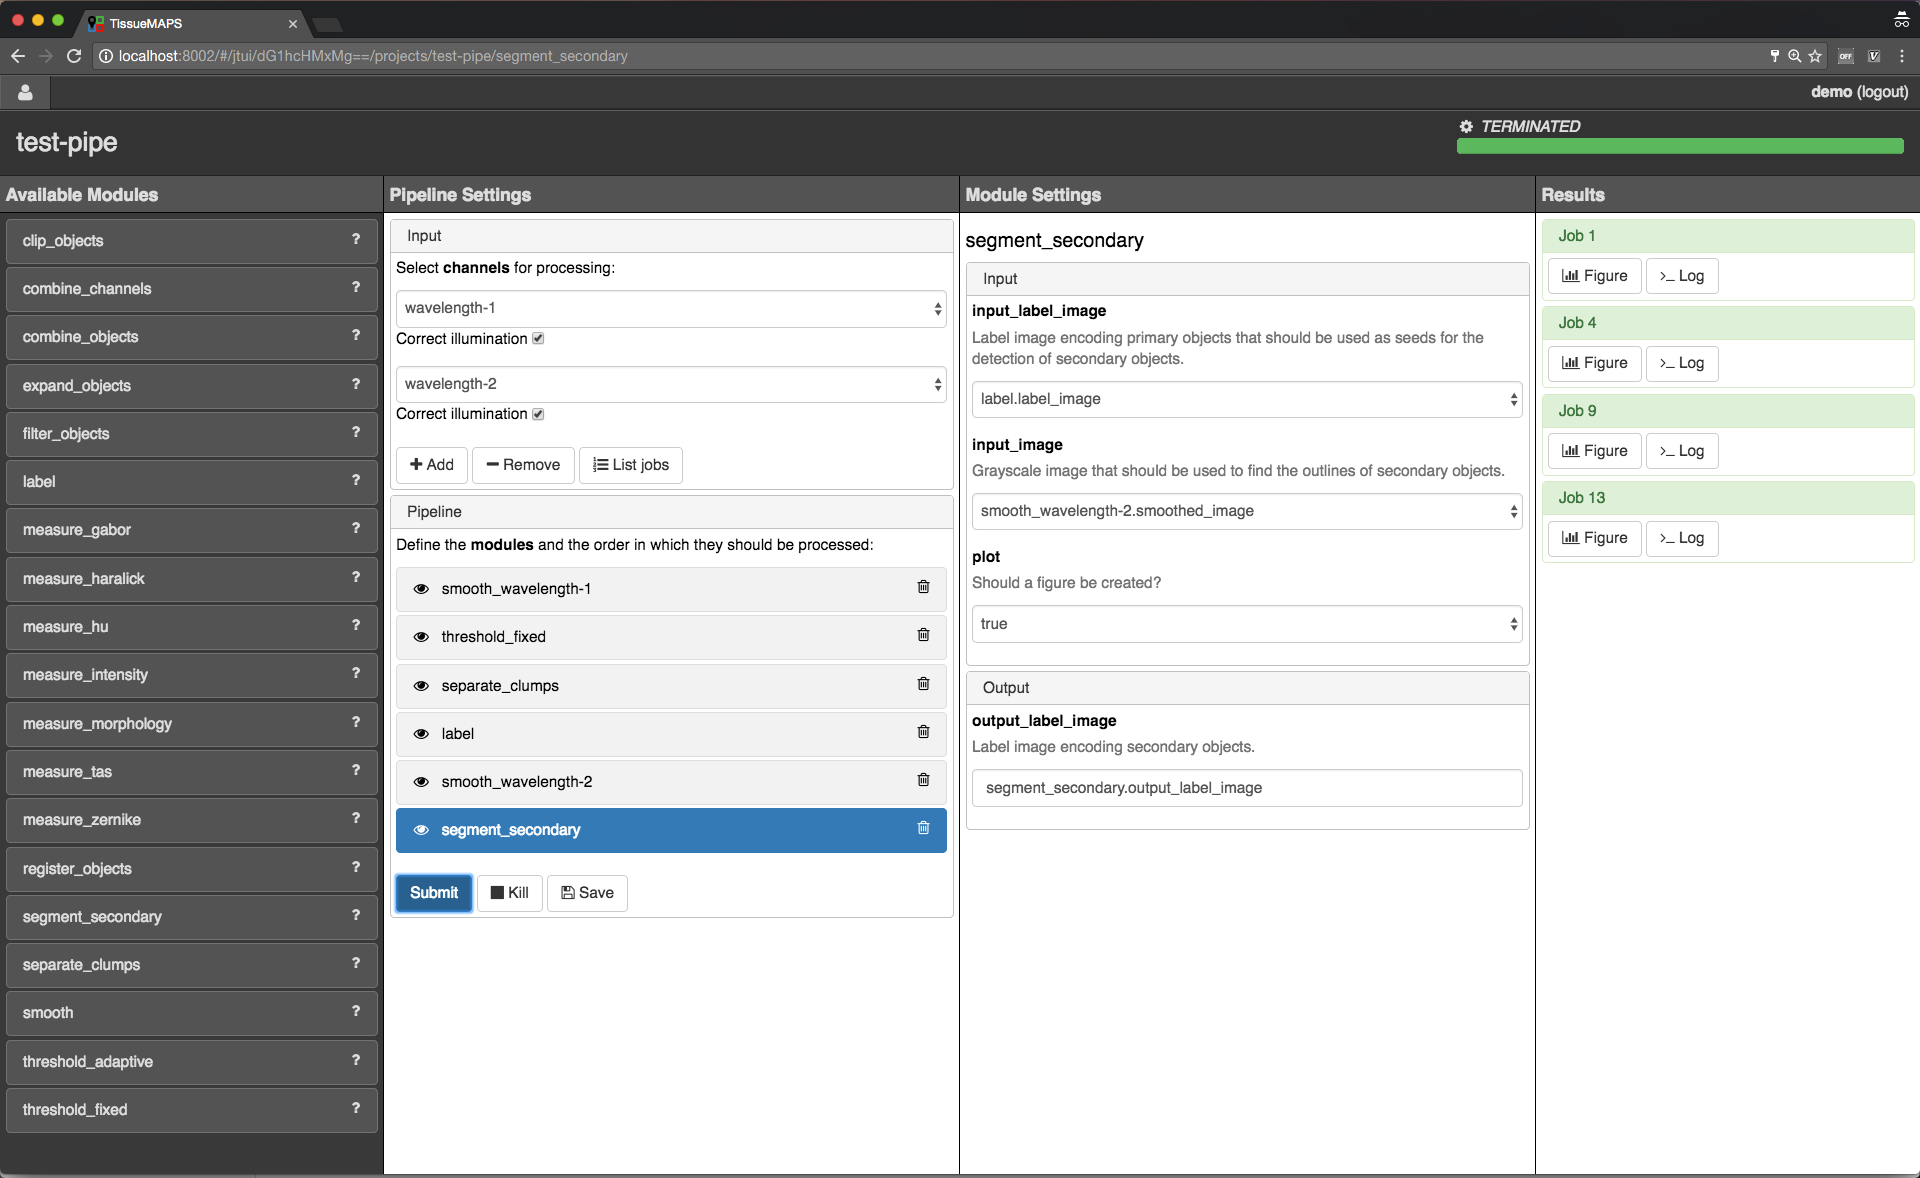 TissueMAPS
localhost:8002/#/jtui/dG1hcHMxMg==/projects/test-pipe/segment_secondary
OFF
demo (logout)
test-pipe
TERMINATED
Available Modules
clip_objects ?
combine_channels ?
combine_objects ?
expand_objects ?
filter_objects ?
label ?
measure_gabor ?
measure_haralick ?
measure_hu ?
measure_intensity ?
measure_morphology ?
measure_tas ?
measure_zernike ?
register_objects ?
segment_secondary ?
separate_clumps ?
smooth ?
threshold_adaptive ?
threshold_fixed ?
Pipeline Settings
Input
Select channels for processing:
wavelength-1
Correct illumination
wavelength-2
Correct illumination
Add Remove List jobs
Pipeline
Define the modules and the order in which they should be processed:
smooth_wavelength-1
threshold_fixed
separate_clumps
label
smooth_wavelength-2
segment_secondary
Submit Kill Save
Module Settings
segment_secondary
Input
input_label_image
Label image encoding primary objects that should be used as seeds for the
detection of secondary objects.
label.label_image
input_image
Grayscale image that should be used to find the outlines of secondary objects.
smooth_wavelength-2.smoothed_image
plot
Should a figure be created?
true
Output
output_label_image
Label image encoding secondary objects.
segment_secondary.output_label_image
Results
Job 1
Figure >_ Log
Job 4
Figure >_ Log
Job 9
Figure >_ Log
Job 13
Figure >_ Log